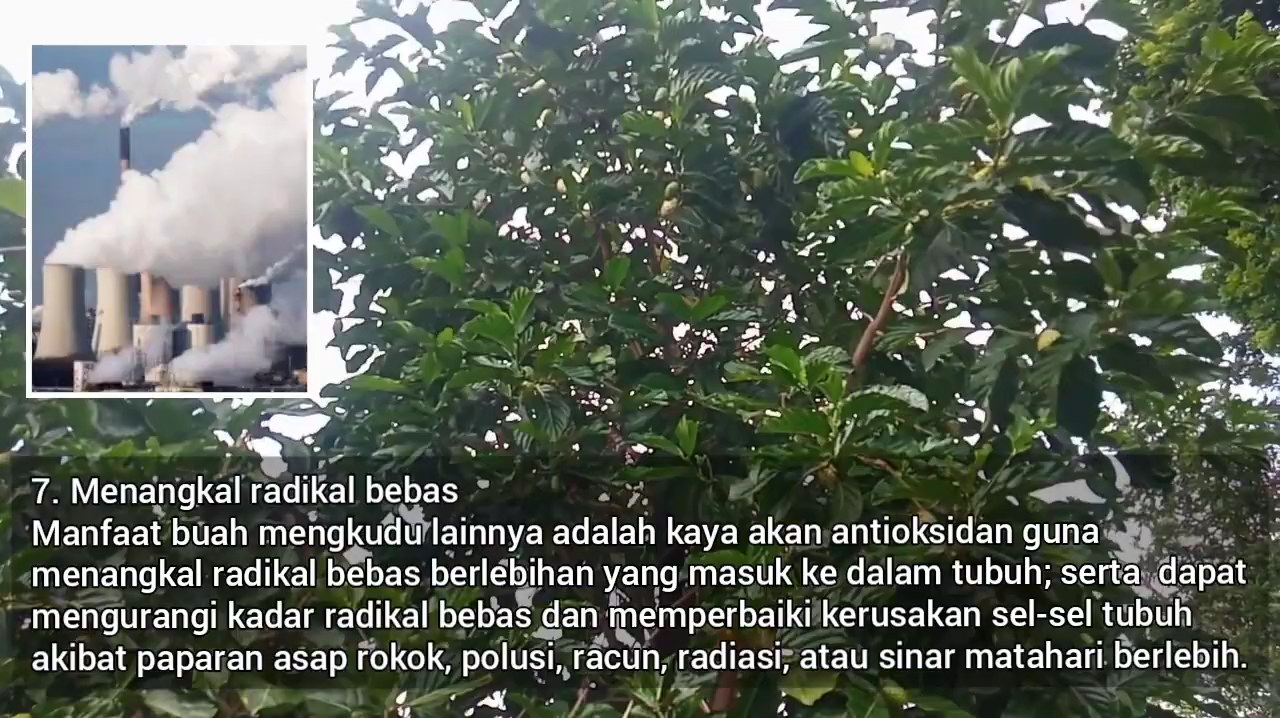 7. Menangkal radikal bebas
Manfaat buah mengkudu lainnya adalah kaya akan antioksidan guna
menangkal radikal bebas berlebihan yang masuk ke dalam tubuh; serta  dapat
mengurangi kadar radikal bebas dan memperbaiki kerusakan sel-sel tubuh
akibat paparan asap rokok, polusi, racun, radiasi, atau sinar matahari berlebih.